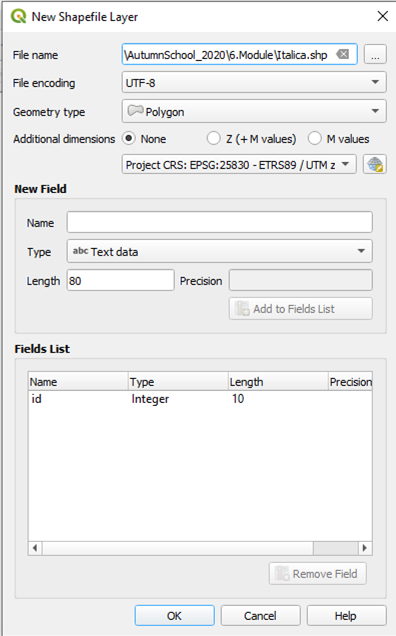 New Shapefile Layer
File name \AutumnSchool_2020\6.Module\Italica.shp ...
File encoding UTF-8
Geometry type Polygon
Additional dimensions None Z (+ M values) M values
Project CRS: EPSG:25830 - ETRS89 / UTM z
New Field
Name
Type abc Text data
Length 80 Precision
Add to Fields List
Fields List
Name Type Length Precision
id Integer 10
Remove Field
OK Cancel Help